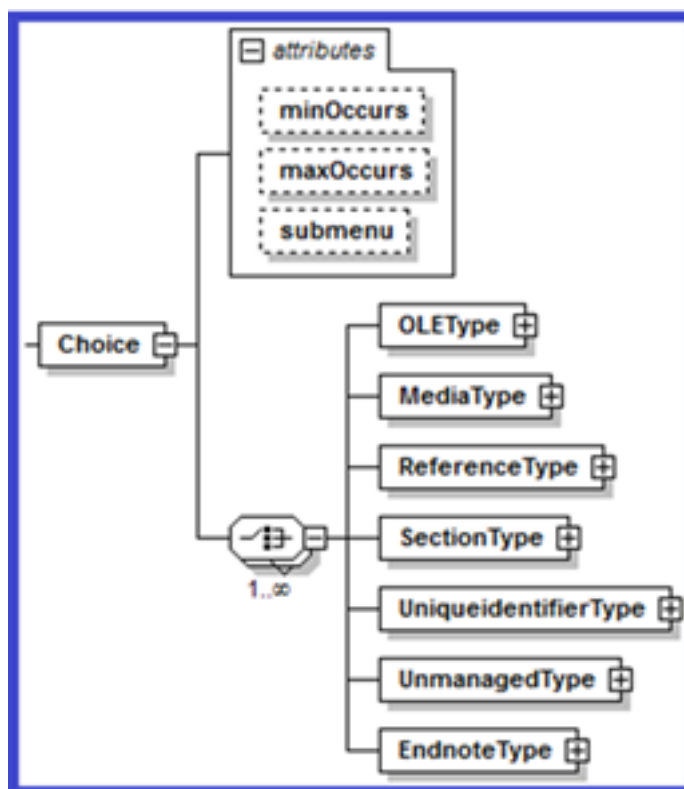 attributes
minOccurs
maxOccurs
submenu
Choice
OLEType
MediaType
ReferenceType
SectionType
1..∞
UniqueidentifierType
UnmanagedType
EndnoteType